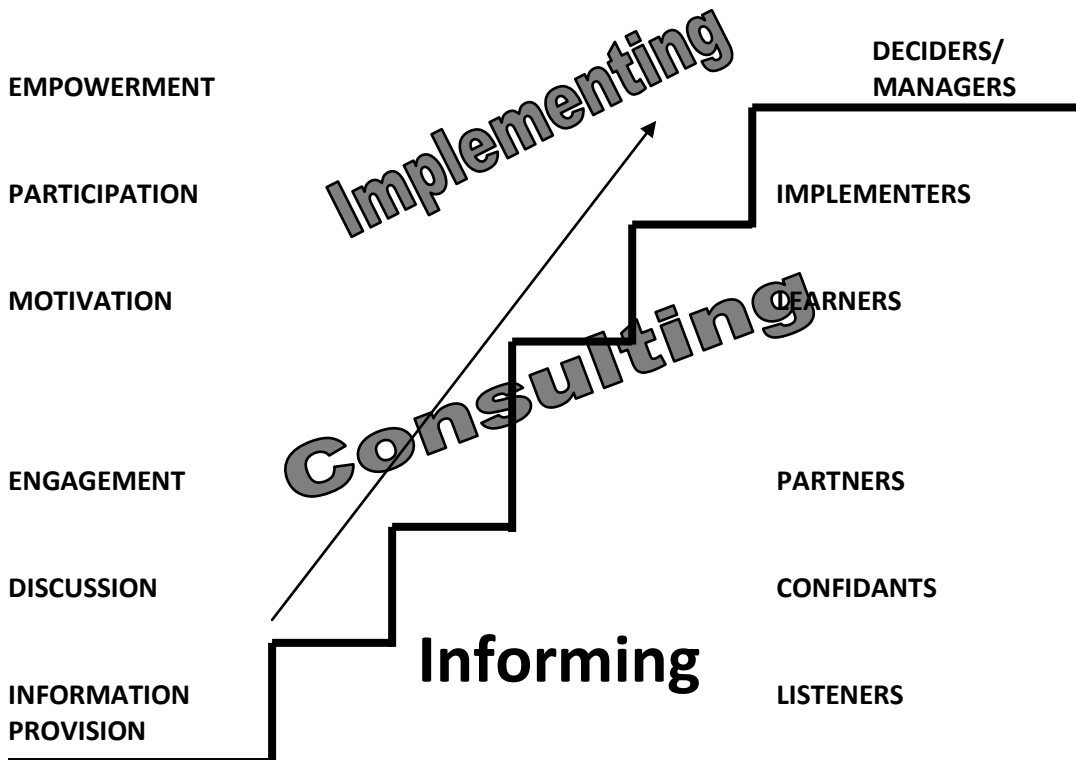 Implementing
DECIDERS/
EMPOWERMENT
MANAGERS
PARTICIPATION
IMPLEMENTERS
MOTIVATION
LEARNERS
Consulting
ENGAGEMENT
PARTNERS
DISCUSSION
CONFIDANTS
Informing
INFORMATION
PROVISION
LISTENERS